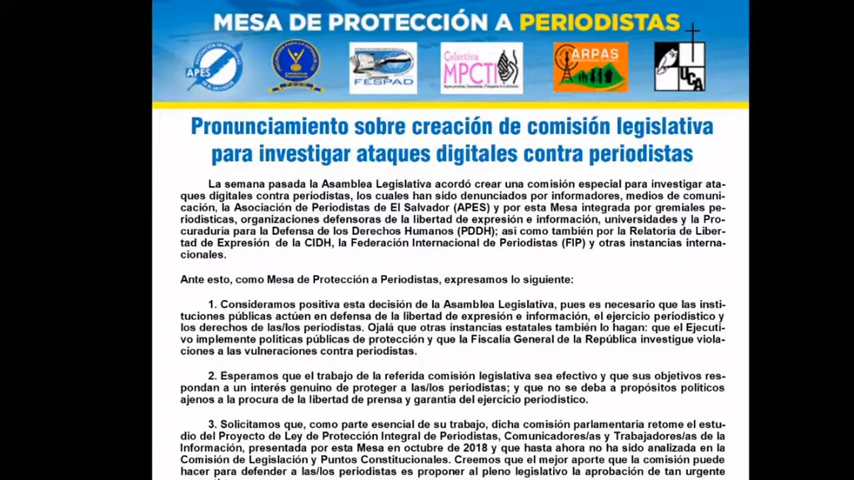 MESA DE PROTECCIÓN A PERIODISTAS
APES
FESPAD
Colectiva
MPCTI
ARPAS
UCA
Pronunciamiento sobre creación de comisión legislativa
para investigar ataques digitales contra periodistas
La semana pasada la Asamblea Legislativa acordó crear una comisión especial para investigar ata-
ques digitales contra periodistas, los cuales han sido denunciados por informadores, medios de comuni-
cación, la Asociación de Periodistas de El Salvador (APES) y por esta Mesa integrada por gremiales pe-
riodísticas, organizaciones defensoras de la libertad de expresión e información, universidades y la Pro-
curaduría para la Defensa de los Derechos Humanos (PDDH); así como también por la Relatoría de Liber-
tad de Expresión de la CIDH, la Federación Internacional de Periodistas (FIP) y otras instancias interna-
cionales.
Ante esto, como Mesa de Protección a Periodistas, expresamos lo siguiente:
1. Consideramos positiva esta decisión de la Asamblea Legislativa, pues es necesario que las insti-
tuciones públicas actúen en defensa de la libertad de expresión e información, el ejercicio periodístico y
los derechos de las/los periodistas. Ojalá que otras instancias estatales también lo hagan: que el Ejecuti-
vo implemente políticas públicas de protección y que la Fiscalía General de la República investigue viola-
ciones a las vulneraciones contra periodistas.
2. Esperamos que el trabajo de la referida comisión legislativa sea efectivo y que sus objetivos res-
pondan a un interés genuino de proteger a las/los periodistas; y que no se deba a propósitos políticos
ajenos a la procura de la libertad de prensa y garantía del ejercicio periodístico.
3. Solicitamos que, como parte esencial de su trabajo, dicha comisión parlamentaria retome el estu-
dio del Proyecto de Ley de Protección Integral de Periodistas, Comunicadores/as y Trabajadores/as de la
Información, presentada por esta Mesa en octubre de 2018 y que hasta ahora no ha sido analizada en la
Comisión de Legislación y Puntos Constitucionales. Creemos que el mejor aporte que la comisión puede
hacer para defender a las/los periodistas es proponer al pleno legislativo la aprobación de tan urgente